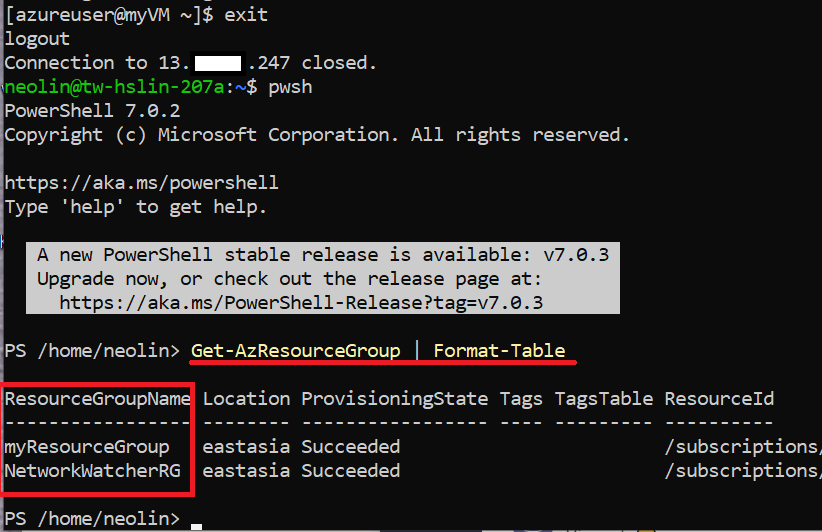 [azureuser@myVM ~]$ exit
logout
Connection to 13. .247 closed.
neolin@tw-hslin-207a:~$ pwsh
PowerShell 7.0.2
Copyright (c) Microsoft Corporation. All rights reserved.
https://aka.ms/powershell
Type 'help' to get help.
A new PowerShell stable release is available: v7.0.3
Upgrade now, or check out the release page at:
https://aka.ms/PowerShell-Release?tag=v7.0.3
PS /home/neolin> Get-AzResourceGroup | Format-Table
ResourceGroupName Location ProvisioningState Tags TagsTable ResourceId
----------------- -------- ----------------- ---- --------- ----------
myResourceGroup eastasia Succeeded /subscriptions/
NetworkWatcherRG eastasia Succeeded /subscriptions/
PS /home/neolin>